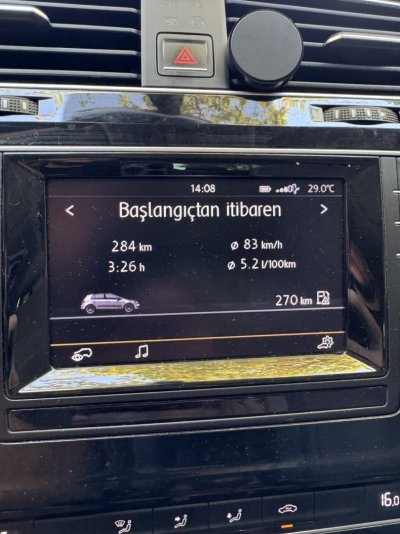 14:08 29.0°C
< Başlangıçtan itibaren >
284 km ø 83 km/h
3:26 h ø 5.2 l/100km
270 km
16.0